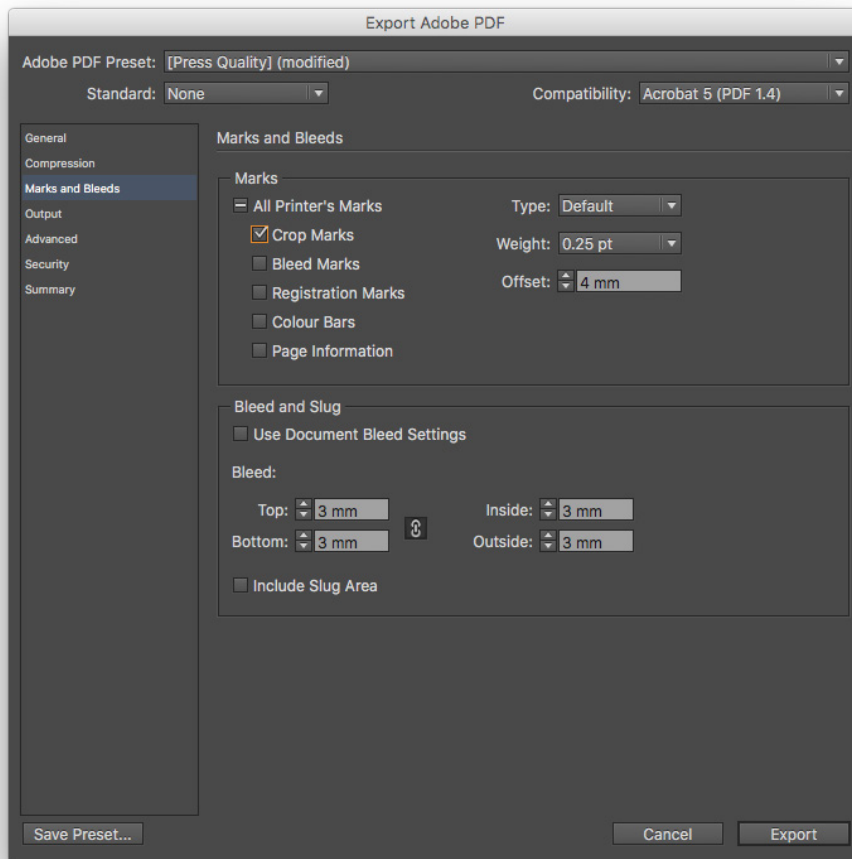 Export Adobe PDF
Adobe PDF Preset: [Press Quality] (modified)
Standard: None Compatibility: Acrobat 5 (PDF 1.4)
General
Compression
Marks and Bleeds
Output
Advanced
Security
Summary
Marks and Bleeds
Marks
All Printer's Marks
Crop Marks
Bleed Marks
Registration Marks
Colour Bars
Page Information
Type: Default
Weight: 0.25 pt
Offset: 4 mm
Bleed and Slug
Use Document Bleed Settings
Bleed:
Top: 3 mm Inside: 3 mm
Bottom: 3 mm Outside: 3 mm
Include Slug Area
Save Preset... Cancel Export